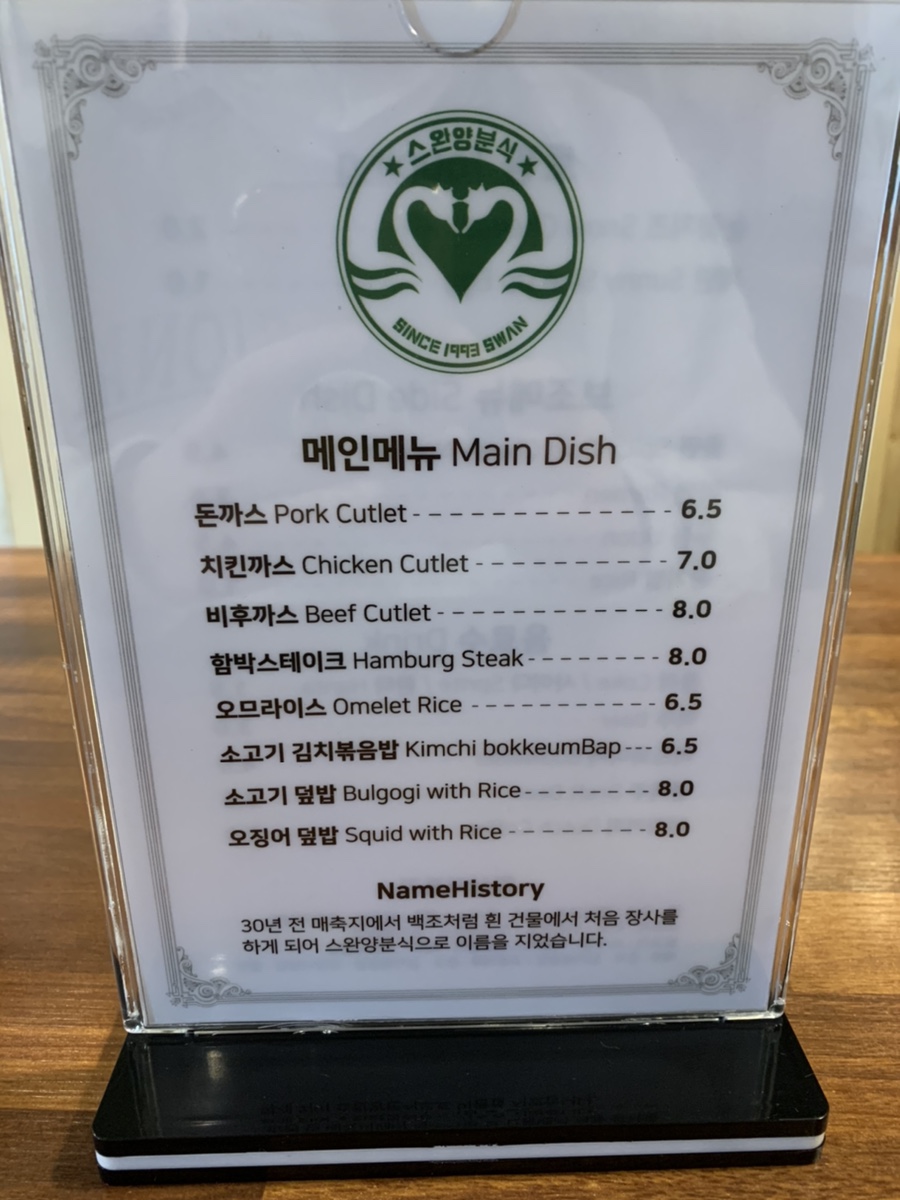 ★ 스완양분식 ★
SINCE 1993 SWAN
메인메뉴 Main Dish
돈까스 Pork Cutlet - - - - - - - - - - - - - 6.5
치킨까스 Chicken Cutlet - - - - - - - - - - 7.0
비후까스 Beef Cutlet - - - - - - - - - - - - 8.0
함박스테이크 Hamburg Steak - - - - - - - 8.0
오므라이스 Omelet Rice - - - - - - - - - - 6.5
소고기 김치볶음밥 Kimchi bokkeumBap - - - 6.5
소고기 덮밥 Bulgogi with Rice - - - - - - - - 8.0
오징어 덮밥 Squid with Rice - - - - - - - - - 8.0
NameHistory
30년 전 매축지에서 백조처럼 흰 건물에서 처음 장사를
하게 되어 스완양분식으로 이름을 지었습니다.